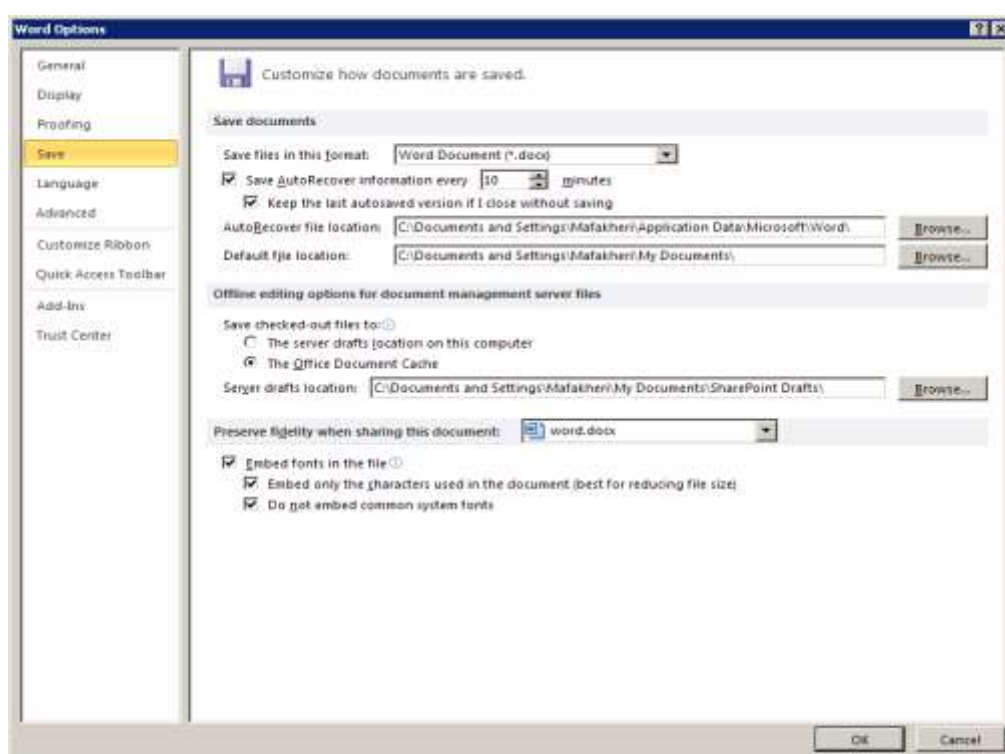 Word Options
General
Display
Proofing
Save
Language
Advanced
Customize Ribbon
Quick Access Toolbar
Add-Ins
Trust Center
Customize how documents are saved.
Save documents
Save files in this format: Word Document (*.docx)
Save AutoRecover information every 10 minutes
Keep the last autosaved version if I close without saving
AutoRecover file location: C:\Documents and Settings\Mafakheri\Application Data\Microsoft\Word\ Browse...
Default file location: C:\Documents and Settings\Mafakheri\My Documents\ Browse...
Offline editing options for document management server files
Save checked-out files to:
The server drafts location on this computer
The Office Document Cache
Server drafts location: C:\Documents and Settings\Mafakheri\My Documents\SharePoint Drafts\ Browse...
Preserve fidelity when sharing this document: word.docx
Embed fonts in the file
Embed only the characters used in the document (best for reducing file size)
Do not embed common system fonts
OK Cancel